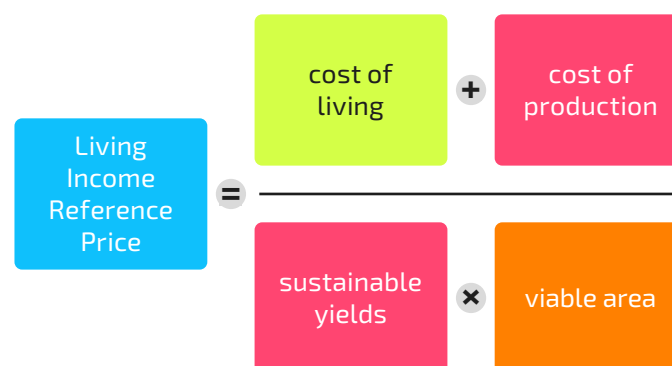 Living
Income
Reference
Price
=
cost of
living
+
cost of
production
sustainable
yields
×
viable area